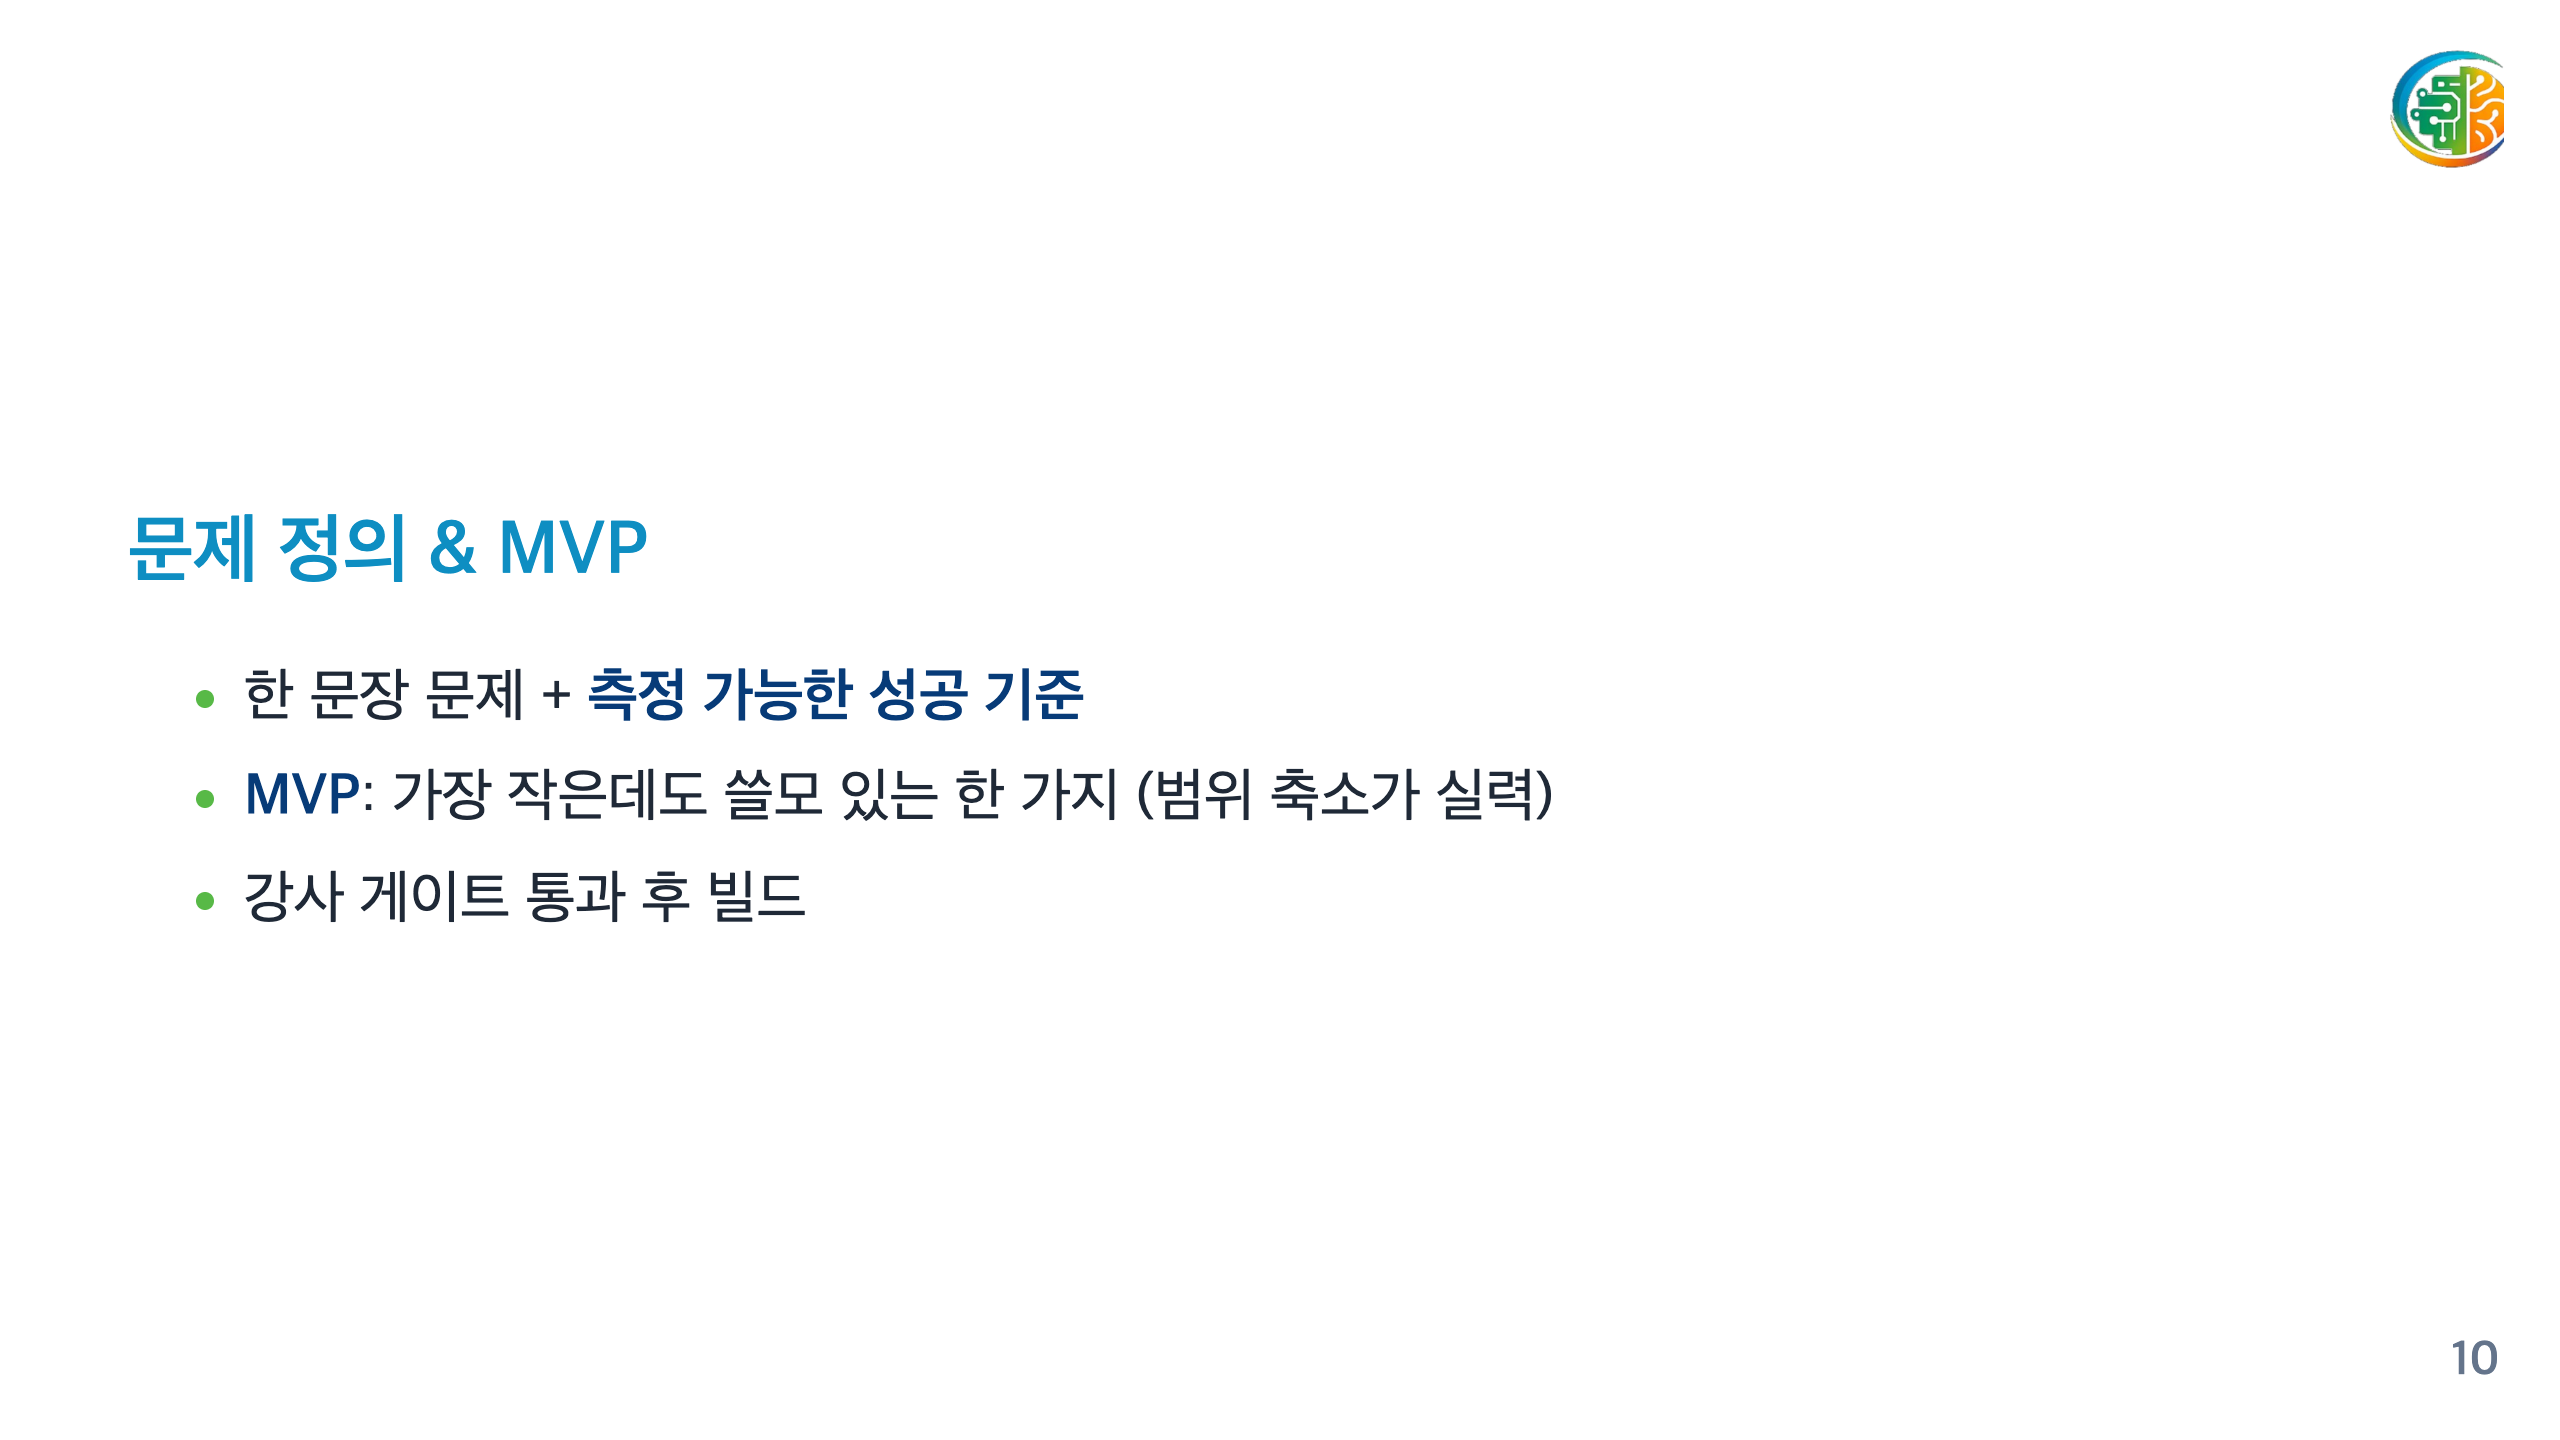 문제 정의 & MVP
한 문장 문제 + 측정 가능한 성공 기준
MVP: 가장 작은데도 쓸모 있는 한 가지 (범위 축소가 실력)
강사 게이트 통과 후 빌드
10